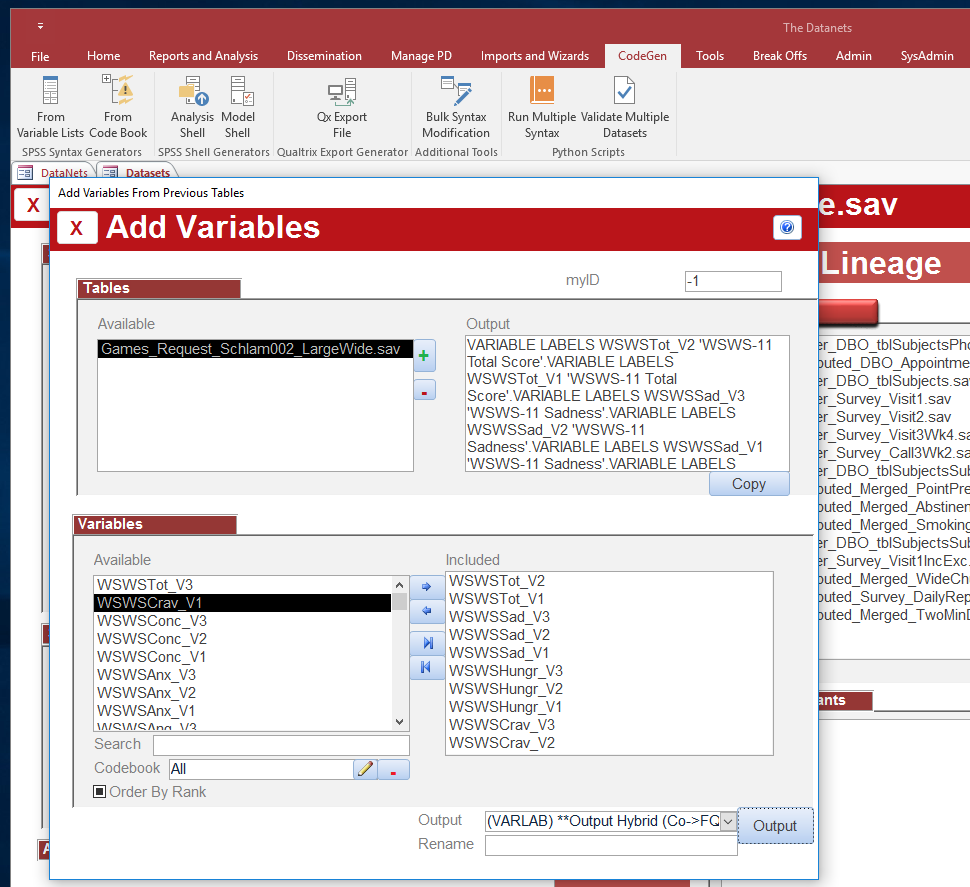 The Datanets
File Home Reports and Analysis Dissemination Manage PD Imports and Wizards CodeGen Tools Break Offs Admin SysAdmin
From Variable Lists
From Code Book
Analysis Shell
Model Shell
Qx Export File
Bulk Syntax Modification
Run Multiple Syntax
Validate Multiple Datasets
SPSS Syntax Generators SPSS Shell Generators Qualtrix Export Generator Additional Tools Python Scripts
DataNets Datasets
Add Variables From Previous Tables
X
X Add Variables
e.sav
Lineage
Tables
myID -1
Available
Games_Request_Schlam002_LargeWide.sav
+
-
Output
VARIABLE LABELS WSWSTot_V2 'WSWS-11
Total Score'.VARIABLE LABELS
WSWSTot_V1 'WSWS-11 Total
Score'.VARIABLE LABELS WSWSSad_V3
'WSWS-11 Sadness'.VARIABLE LABELS
WSWSSad_V2 'WSWS-11
Sadness'.VARIABLE LABELS WSWSSad_V1
'WSWS-11 Sadness'.VARIABLE LABELS
Copy
Variables
Available
WSWSTot_V3
WSWSCrav_V1
WSWSConc_V3
WSWSConc_V2
WSWSConc_V1
WSWSAnx_V3
WSWSAnx_V2
WSWSAnx_V1
WSWSAng_V3
Included
WSWSTot_V2
WSWSTot_V1
WSWSSad_V3
WSWSSad_V2
WSWSSad_V1
WSWSHungr_V3
WSWSHungr_V2
WSWSHungr_V1
WSWSCrav_V3
WSWSCrav_V2
Search
Codebook All
-
Order By Rank
Output (VARLAB) **Output Hybrid (Co->FQ
Output
Rename
er_DBO_tblSubjectsPho
outed_DBO_Appointme
er_DBO_tblSubjects.sav
er_Survey_Visit1.sav
er_Survey_Visit2.sav
er_Survey_Visit3Wk4.sa
er_Survey_Call3Wk2.sa
er_DBO_tblSubjectsSub
outed_Merged_PointPre
outed_Merged_Abstinen
outed_Merged_Smoking
er_DBO_tblSubjectsSub
er_Survey_Visit1IncExc.
outed_Merged_WideChu
outed_Survey_DailyRep
outed_Merged_TwoMinD
ants
A